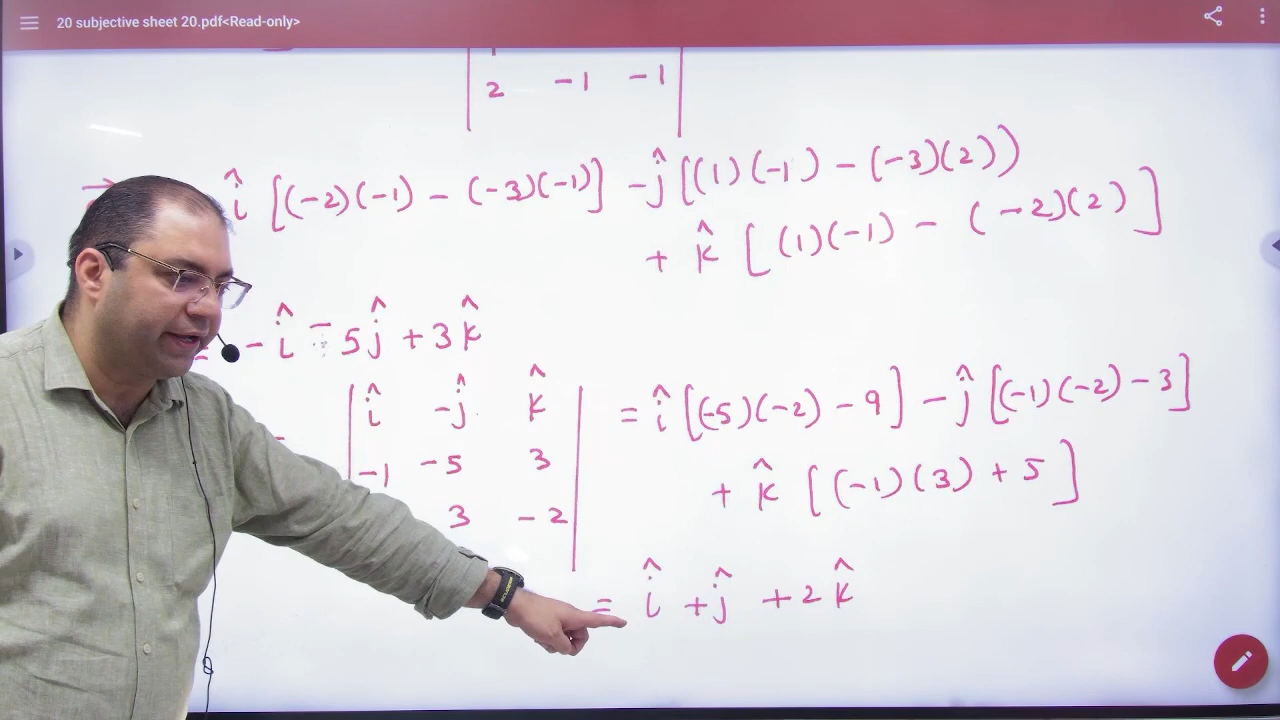 20 subjective sheet 20.pdf<Read-only>
2 -1 -1
→ î [(-2)(-1) - (-3)(-1)] - ĵ [(1)(-1) - (-3)(2))
+ k̂ [(1)(-1) - (-2)(2)]
= - î - 5ĵ + 3k̂
î -ĵ k̂ = î [(-5)(-2) - 9] - ĵ [(-1)(-2) - 3]
-1 -5 3
+ k̂ [(-1)(3) + 5]
3 -2
= î + ĵ + 2k̂